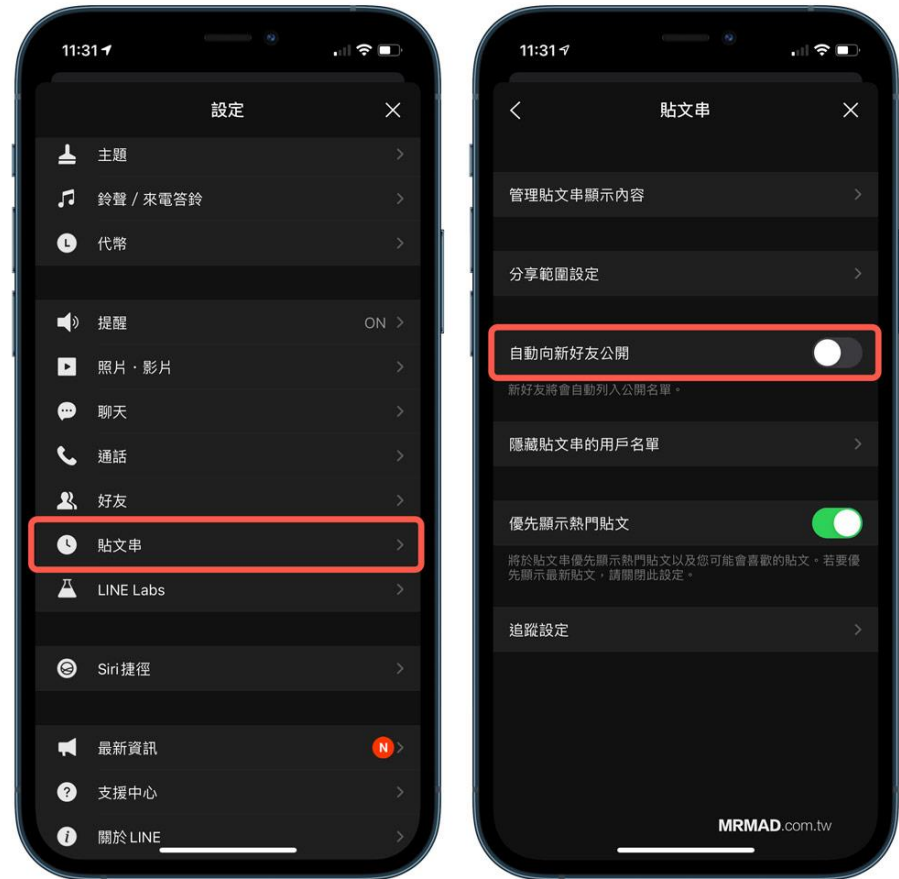 11:31
設定
主題
鈴聲 / 來電答鈴
代幣
提醒
ON
照片・影片
聊天
通話
好友
貼文串
LINE Labs
Siri捷徑
最新資訊
N
支援中心
關於LINE
11:31
貼文串
管理貼文串顯示內容
分享範圍設定
自動向新好友公開
新好友將會自動列入公開名單。
隱藏貼文串的用戶名單
優先顯示熱門貼文
將於貼文串優先顯示熱門貼文以及您可能會喜歡的貼文。若要優
先顯示最新貼文，請關閉此設定。
追蹤設定
MRMAD.com.tw